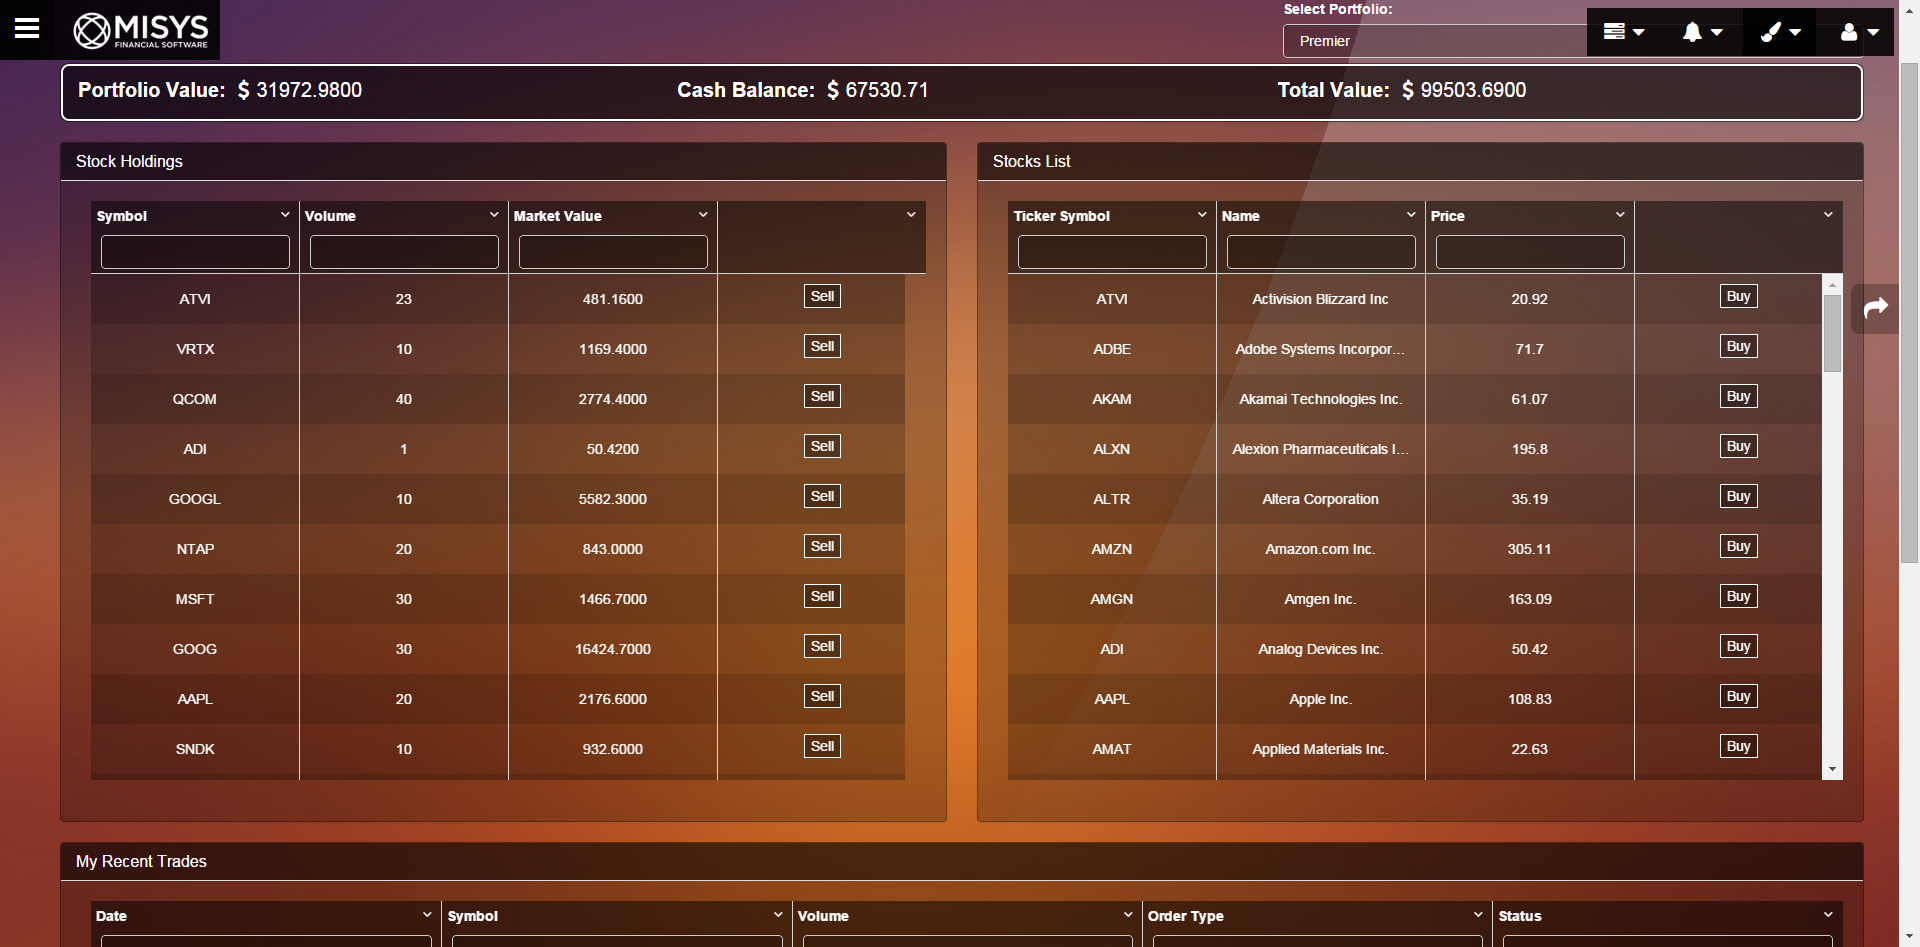 MISYS
FINANCIAL SOFTWARE
Select Portfolio:
Premier
Portfolio Value: $ 31972.9800 Cash Balance: $ 67530.71 Total Value: $ 99503.6900
Stock Holdings
Symbol Volume Market Value
ATVI 23 481.1600 Sell
VRTX 10 1169.4000 Sell
QCOM 40 2774.4000 Sell
ADI 1 50.4200 Sell
GOOGL 10 5582.3000 Sell
NTAP 20 843.0000 Sell
MSFT 30 1466.7000 Sell
GOOG 30 16424.7000 Sell
AAPL 20 2176.6000 Sell
SNDK 10 932.6000 Sell
Stocks List
Ticker Symbol Name Price
ATVI Activision Blizzard Inc 20.92 Buy
ADBE Adobe Systems Incorpor... 71.7 Buy
AKAM Akamai Technologies Inc. 61.07 Buy
ALXN Alexion Pharmaceuticals I... 195.8 Buy
ALTR Altera Corporation 35.19 Buy
AMZN Amazon.com Inc. 305.11 Buy
AMGN Amgen Inc. 163.09 Buy
ADI Analog Devices Inc. 50.42 Buy
AAPL Apple Inc. 108.83 Buy
AMAT Applied Materials Inc. 22.63 Buy
My Recent Trades
Date Symbol Volume Order Type Status